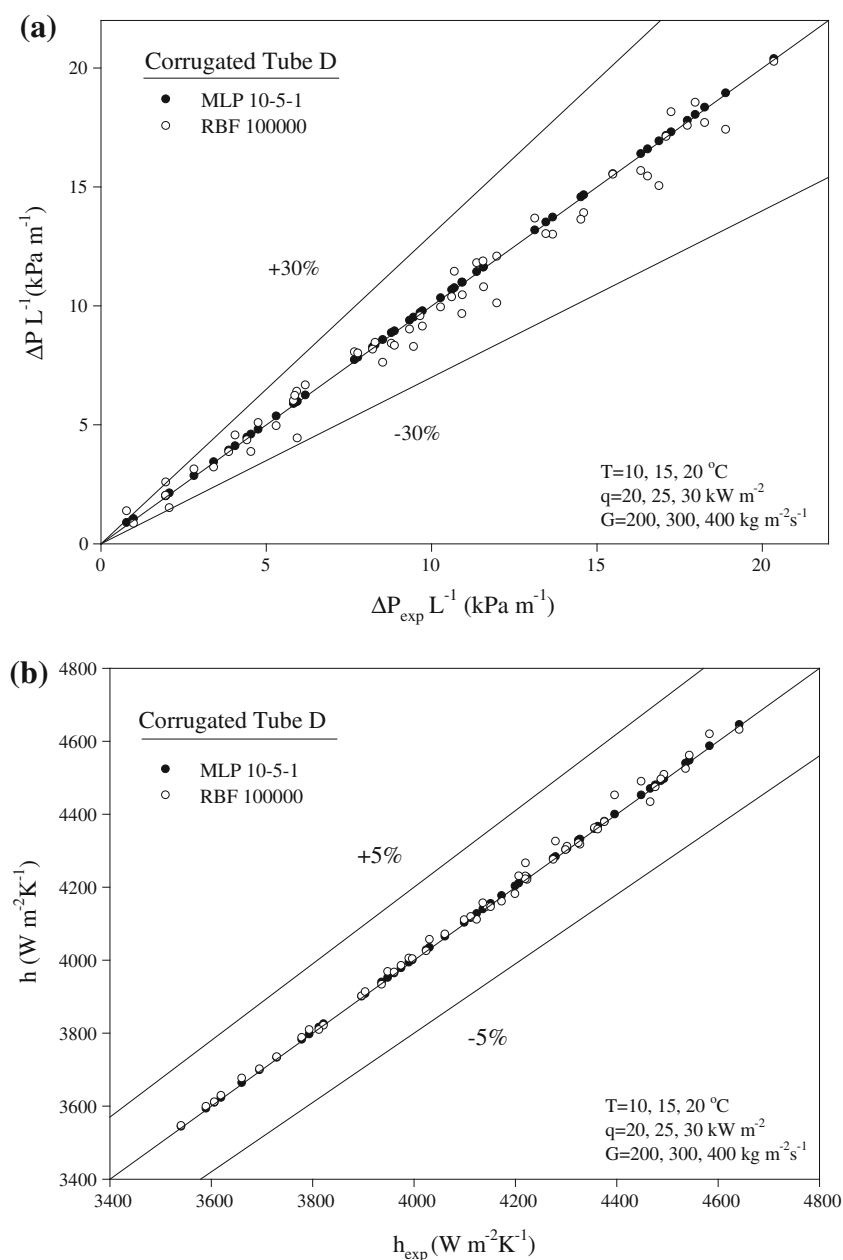 (a)
Corrugated Tube D
MLP 10-5-1
RBF 100000
+30%
-30%
T=10, 15, 20 °C
q=20, 25, 30 kW m⁻²
G=200, 300, 400 kg m⁻²s⁻¹
ΔP L⁻¹(kPa m⁻¹)
20
15
10
5
0
0 5 10 15 20
ΔP_exp L⁻¹ (kPa m⁻¹)
(b)
Corrugated Tube D
MLP 10-5-1
RBF 100000
+5%
-5%
T=10, 15, 20 °C
q=20, 25, 30 kW m⁻²
G=200, 300, 400 kg m⁻²s⁻¹
h (W m⁻²K⁻¹)
4800
4600
4400
4200
4000
3800
3600
3400
3400 3600 3800 4000 4200 4400 4600 4800
h_exp (W m⁻²K⁻¹)